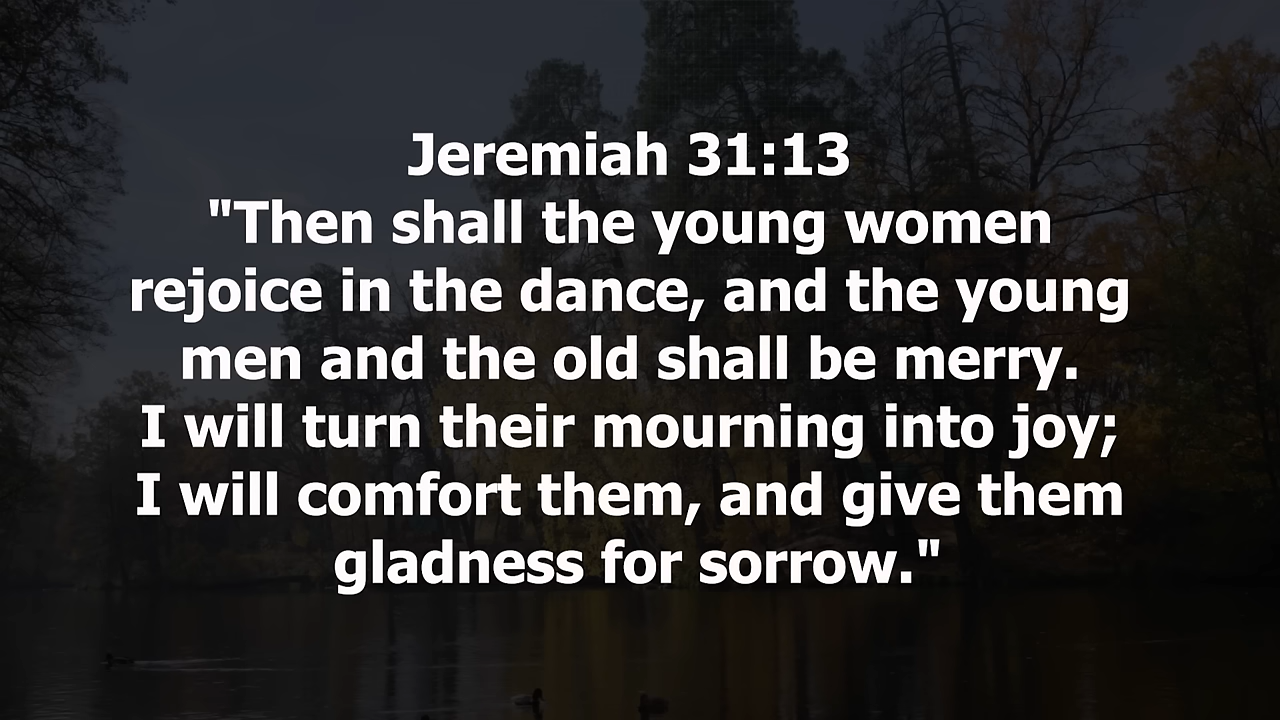 Jeremiah 31:13
"Then shall the young women
rejoice in the dance, and the young
men and the old shall be merry.
I will turn their mourning into joy;
I will comfort them, and give them
gladness for sorrow."